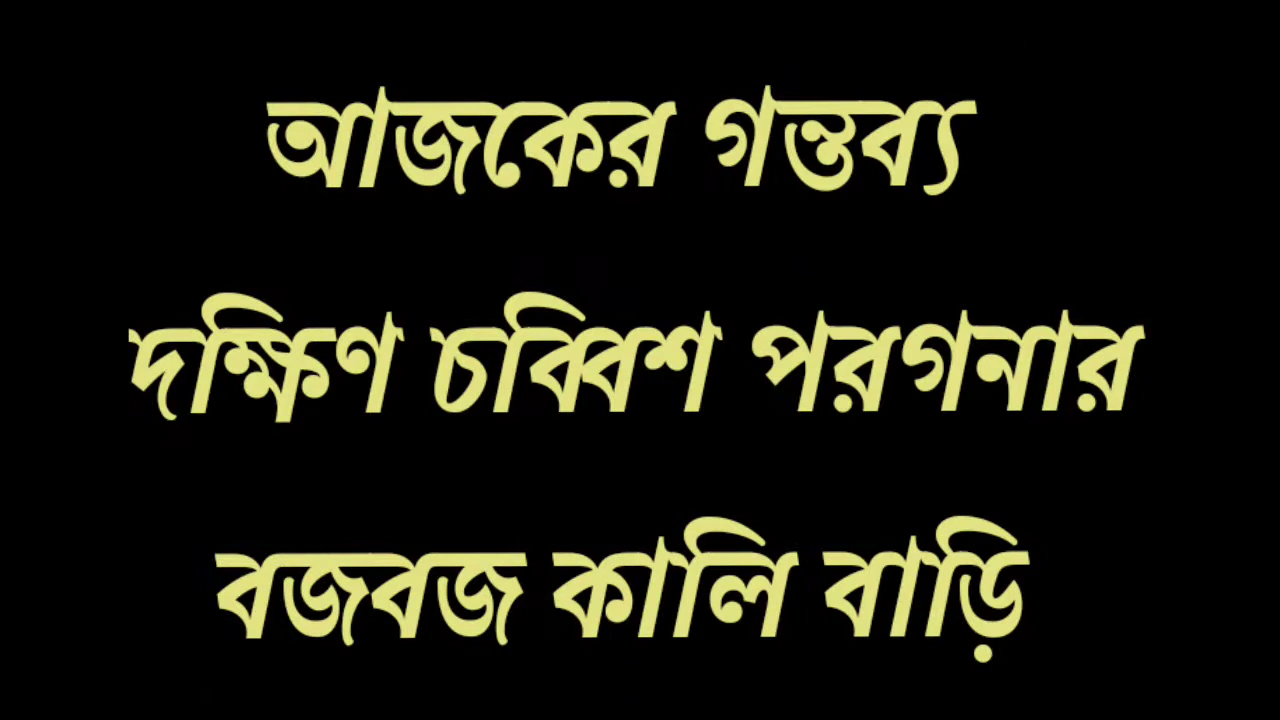 আজকের গন্তব্য
দক্ষিণ চব্বিশ পরগনার
বজবজ কালি বাড়ি